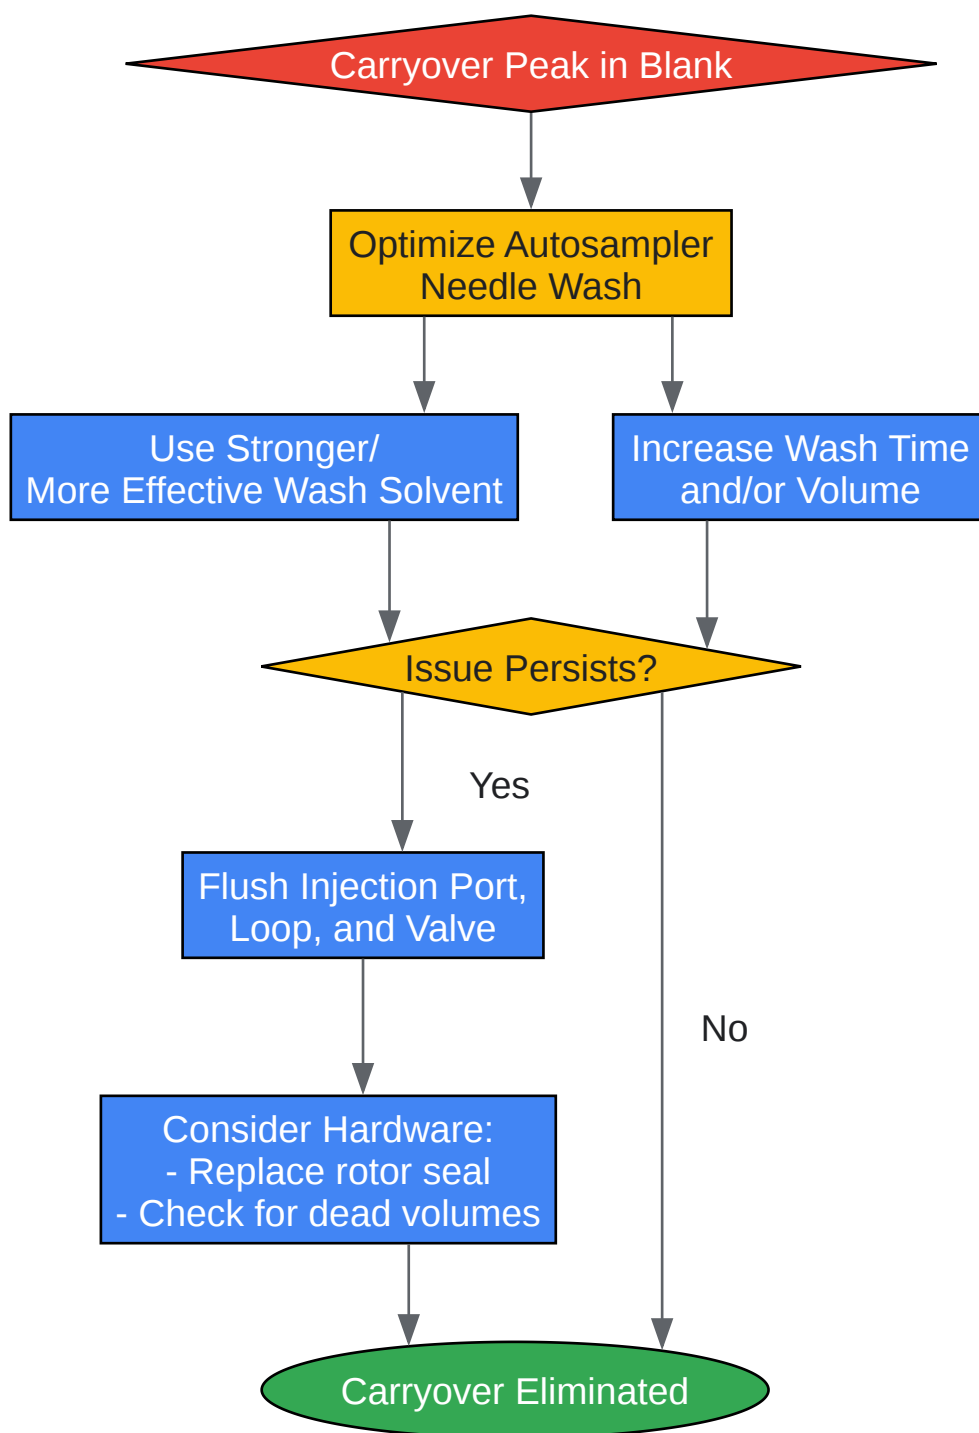 Carryover Peak in Blank
Optimize Autosampler
Needle Wash
Use Stronger/
More Effective Wash Solvent
Increase Wash Time
and/or Volume
Issue Persists?
Yes
Flush Injection Port,
Loop, and Valve
No
Consider Hardware:
- Replace rotor seal
- Check for dead volumes
Carryover Eliminated